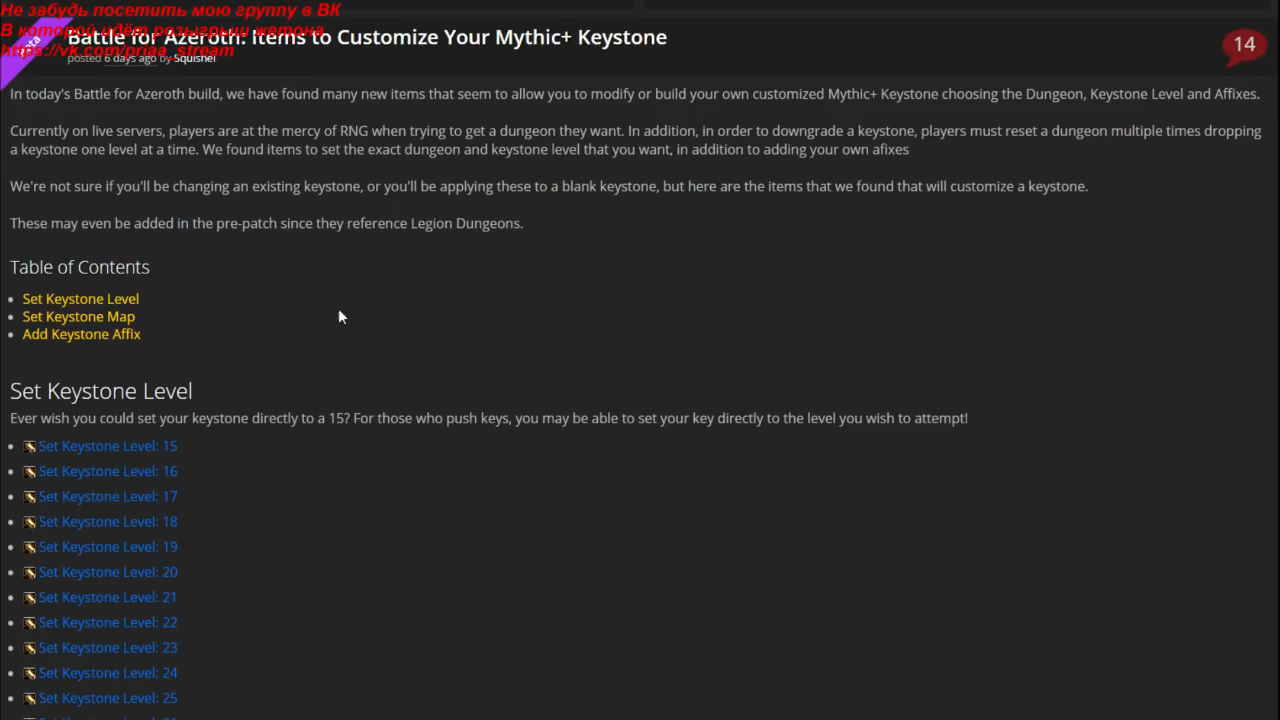 Не забудь посетить мою группу в ВК
В которой идёт розыгрыш жетона
https://vk.com/prjaa_stream
Battle for Azeroth: Items to Customize Your Mythic+ Keystone
posted 6 days ago by Squishei
14
In today's Battle for Azeroth build, we have found many new items that seem to allow you to modify or build your own customized Mythic+ Keystone choosing the Dungeon, Keystone Level and Affixes.
Currently on live servers, players are at the mercy of RNG when trying to get a dungeon they want. In addition, in order to downgrade a keystone, players must reset a dungeon multiple times dropping
a keystone one level at a time. We found items to set the exact dungeon and keystone level that you want, in addition to adding your own afixes
We're not sure if you'll be changing an existing keystone, or you'll be applying these to a blank keystone, but here are the items that we found that will customize a keystone.
These may even be added in the pre-patch since they reference Legion Dungeons.
Table of Contents
Set Keystone Level
Set Keystone Map
Add Keystone Affix
Set Keystone Level
Ever wish you could set your keystone directly to a 15? For those who push keys, you may be able to set your key directly to the level you wish to attempt!
Set Keystone Level: 15
Set Keystone Level: 16
Set Keystone Level: 17
Set Keystone Level: 18
Set Keystone Level: 19
Set Keystone Level: 20
Set Keystone Level: 21
Set Keystone Level: 22
Set Keystone Level: 23
Set Keystone Level: 24
Set Keystone Level: 25